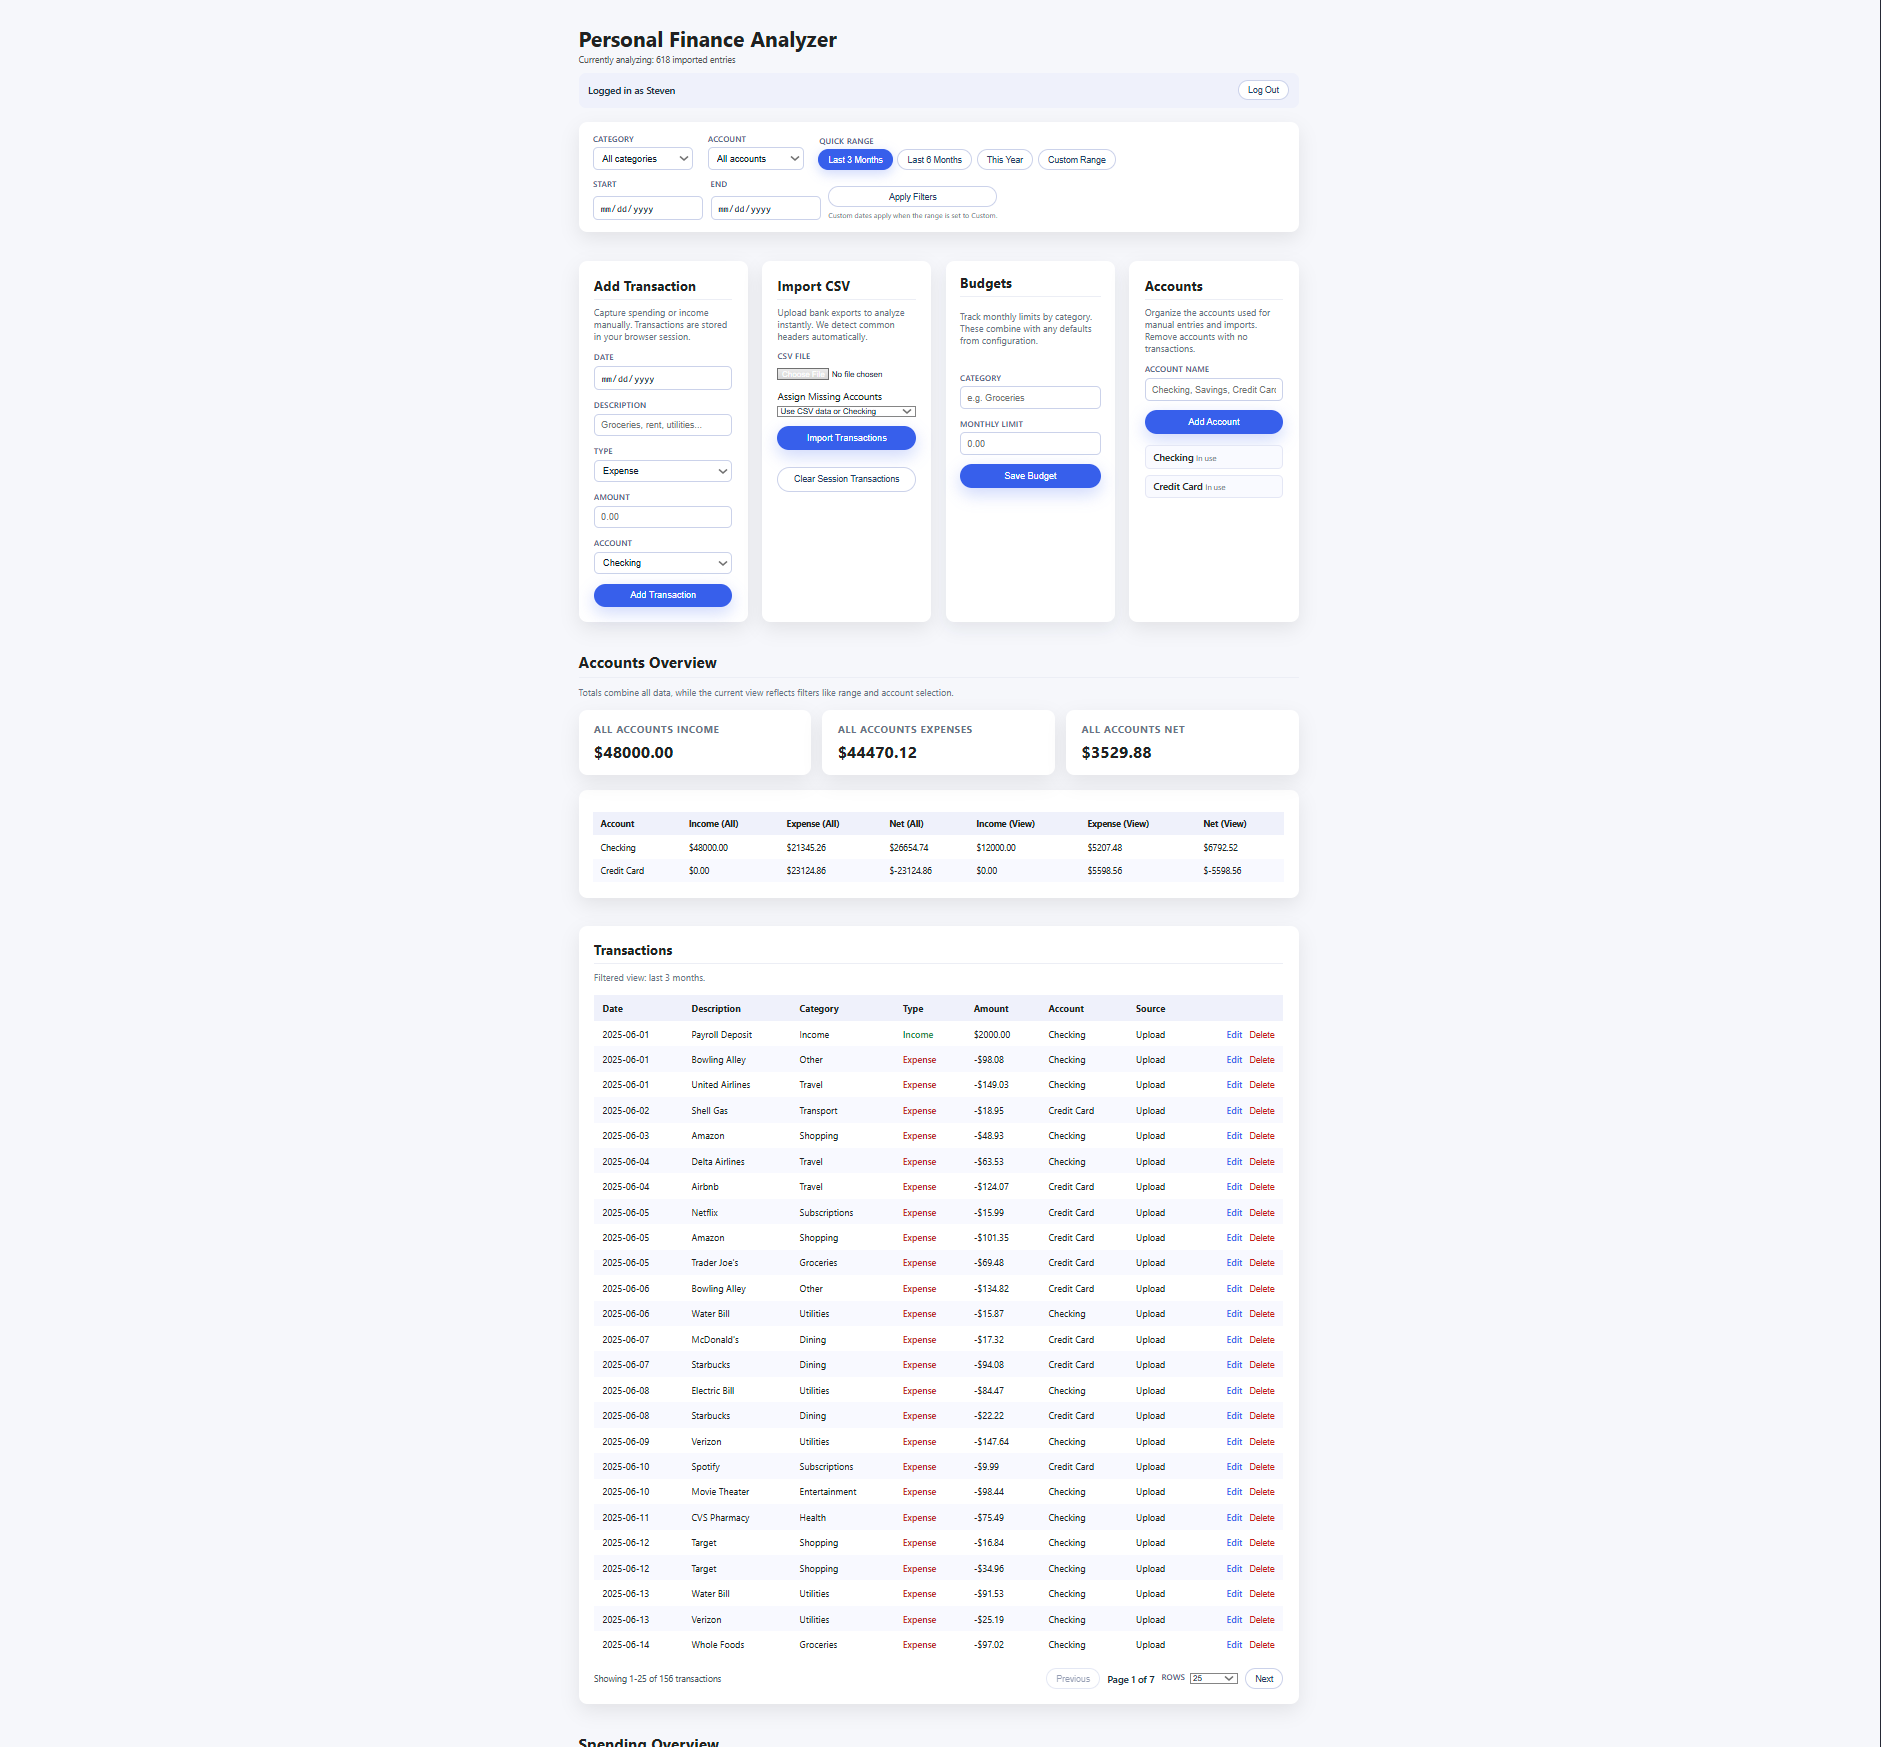 Personal Finance Analyzer
Currently analyzing: 618 imported entries
Logged in as Steven
Log Out
CATEGORY
ACCOUNT
QUICK RANGE
All categories
All accounts
Last 3 Months
Last 6 Months
This Year
Custom Range
START
END
mm/dd/yyyy
mm/dd/yyyy
Apply Filters
Custom dates apply when the range is set to Custom.
Add Transaction
Capture spending or income
manually. Transactions are stored
in your browser session.
DATE
mm/dd/yyyy
DESCRIPTION
Groceries, rent, utilities...
TYPE
Expense
AMOUNT
0.00
ACCOUNT
Checking
Add Transaction
Import CSV
Upload bank exports to analyze
instantly. We detect common
headers automatically.
CSV FILE
Choose File No file chosen
Assign Missing Accounts
Use CSV data or Checking
Import Transactions
Clear Session Transactions
Budgets
Track monthly limits by category.
These combine with any defaults
from configuration.
CATEGORY
e.g. Groceries
MONTHLY LIMIT
0.00
Save Budget
Accounts
Organize the accounts used for
manual entries and imports.
Remove accounts with no
transactions.
ACCOUNT NAME
Checking, Savings, Credit Card
Add Account
Checking In use
Credit Card In use
Accounts Overview
Totals combine all data, while the current view reflects filters like range and account selection.
ALL ACCOUNTS INCOME
$48000.00
ALL ACCOUNTS EXPENSES
$44470.12
ALL ACCOUNTS NET
$3529.88
Account Income (All) Expense (All) Net (All) Income (View) Expense (View) Net (View)
Checking $48000.00 $21345.26 $26654.74 $12000.00 $5207.48 $6792.52
Credit Card $0.00 $23124.86 $-23124.86 $0.00 $5598.56 $-5598.56
Transactions
Filtered view: last 3 months.
Date Description Category Type Amount Account Source
2025-06-01 Payroll Deposit Income Income $2000.00 Checking Upload Edit Delete
2025-06-01 Bowling Alley Other Expense -$98.08 Checking Upload Edit Delete
2025-06-01 United Airlines Travel Expense -$149.03 Checking Upload Edit Delete
2025-06-02 Shell Gas Transport Expense -$18.95 Credit Card Upload Edit Delete
2025-06-03 Amazon Shopping Expense -$48.93 Checking Upload Edit Delete
2025-06-04 Delta Airlines Travel Expense -$63.53 Checking Upload Edit Delete
2025-06-04 Airbnb Travel Expense -$124.07 Credit Card Upload Edit Delete
2025-06-05 Netflix Subscriptions Expense -$15.99 Credit Card Upload Edit Delete
2025-06-05 Amazon Shopping Expense -$101.35 Credit Card Upload Edit Delete
2025-06-05 Trader Joe's Groceries Expense -$69.48 Credit Card Upload Edit Delete
2025-06-06 Bowling Alley Other Expense -$134.82 Credit Card Upload Edit Delete
2025-06-06 Water Bill Utilities Expense -$15.87 Checking Upload Edit Delete
2025-06-07 McDonald's Dining Expense -$17.32 Credit Card Upload Edit Delete
2025-06-07 Starbucks Dining Expense -$94.08 Credit Card Upload Edit Delete
2025-06-08 Electric Bill Utilities Expense -$84.47 Checking Upload Edit Delete
2025-06-08 Starbucks Dining Expense -$22.22 Credit Card Upload Edit Delete
2025-06-09 Verizon Utilities Expense -$147.64 Checking Upload Edit Delete
2025-06-10 Spotify Subscriptions Expense -$9.99 Credit Card Upload Edit Delete
2025-06-10 Movie Theater Entertainment Expense -$98.44 Checking Upload Edit Delete
2025-06-11 CVS Pharmacy Health Expense -$75.49 Checking Upload Edit Delete
2025-06-12 Target Shopping Expense -$16.84 Checking Upload Edit Delete
2025-06-12 Target Shopping Expense -$34.96 Checking Upload Edit Delete
2025-06-13 Water Bill Utilities Expense -$91.53 Checking Upload Edit Delete
2025-06-13 Verizon Utilities Expense -$25.19 Checking Upload Edit Delete
2025-06-14 Whole Foods Groceries Expense -$97.02 Checking Upload Edit Delete
Showing 1-25 of 156 transactions
Previous Page 1 of 7 ROWS 25 Next
Spending Overview